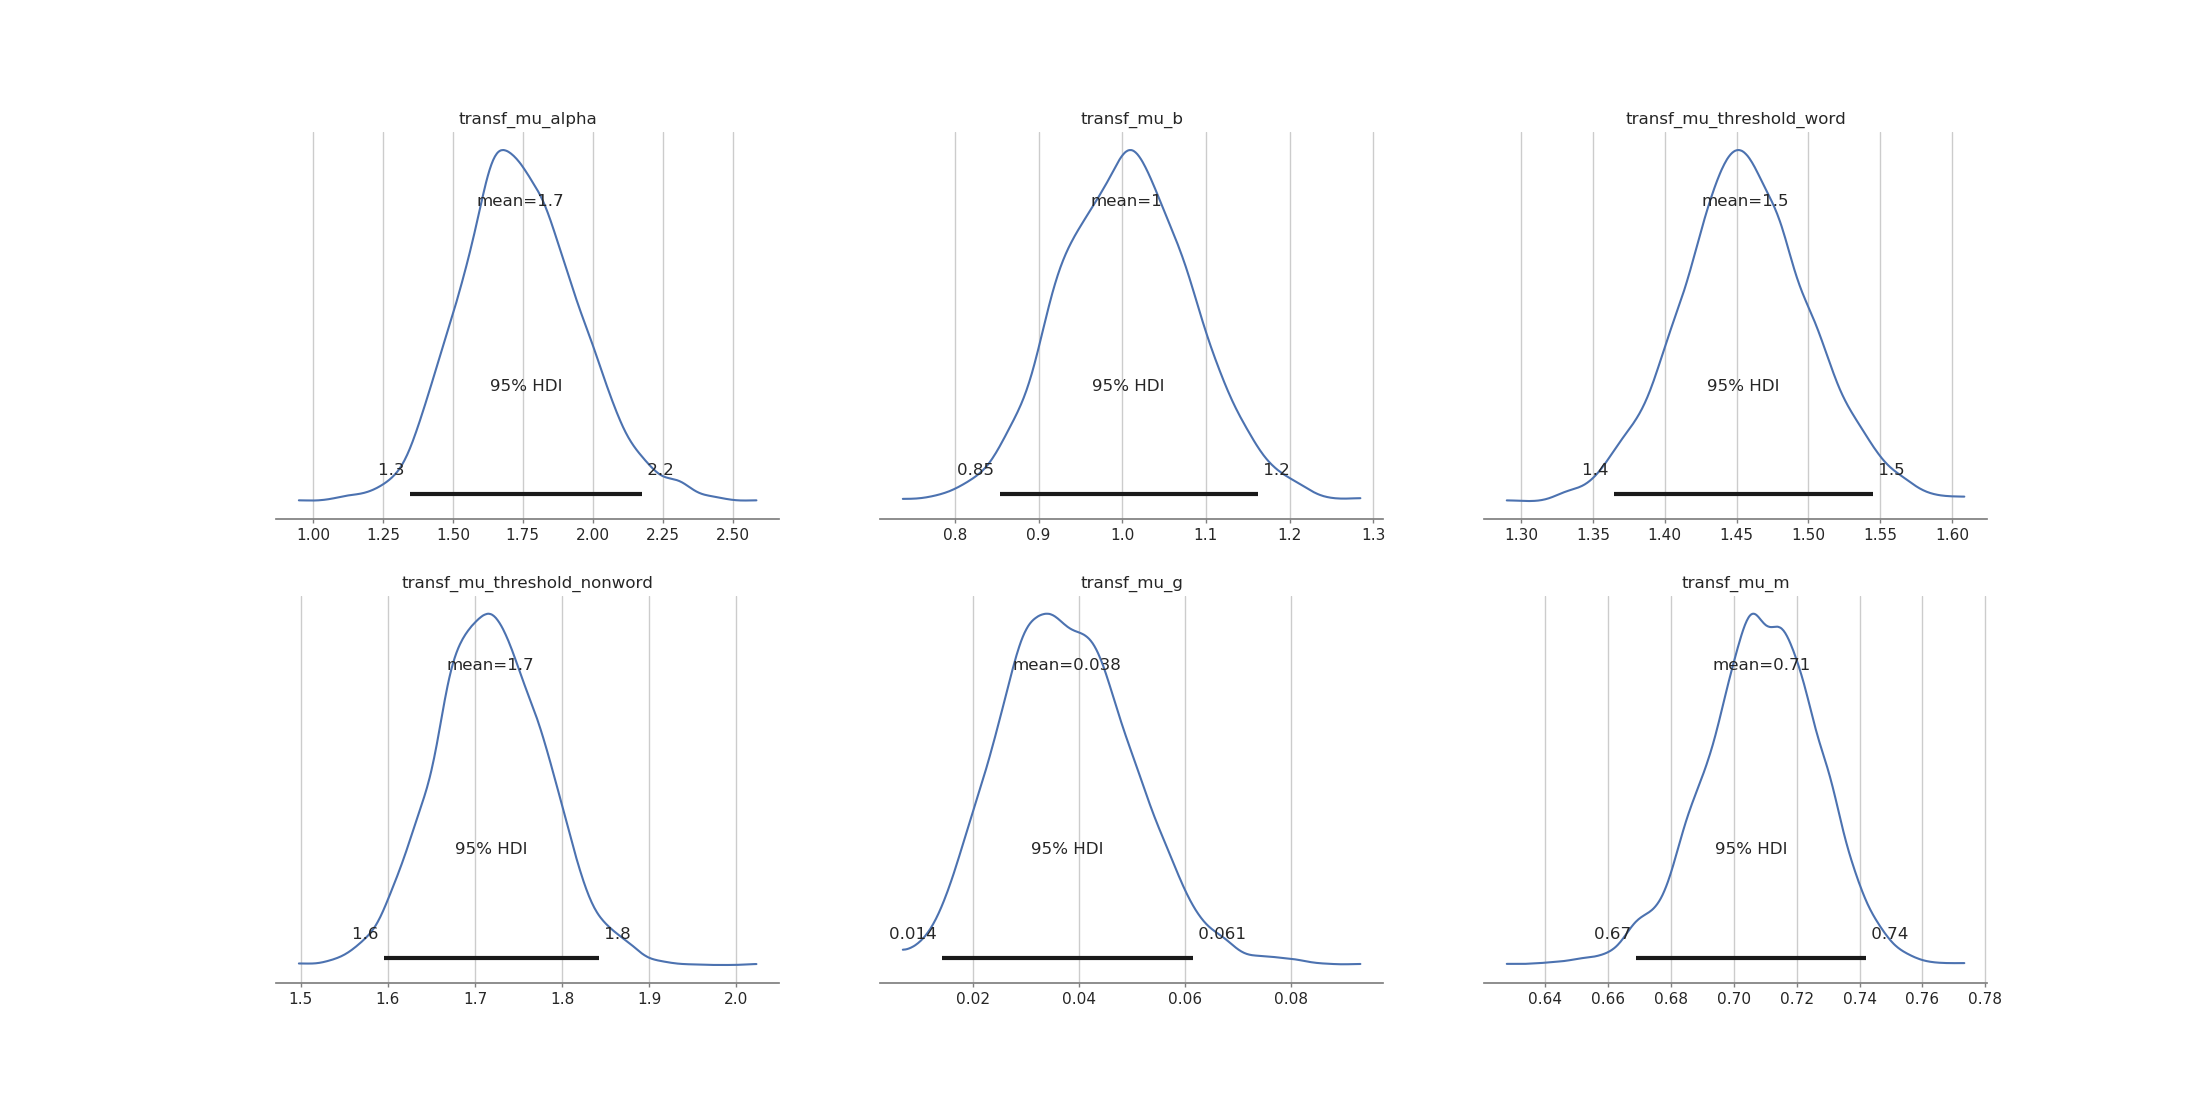 transf_mu_alpha
mean=1.7
95% HDI
1.3 2.2
1.00 1.25 1.50 1.75 2.00 2.25 2.50
transf_mu_b
mean=1
95% HDI
0.85 1.2
0.8 0.9 1.0 1.1 1.2 1.3
transf_mu_threshold_word
mean=1.5
95% HDI
1.4 1.5
1.30 1.35 1.40 1.45 1.50 1.55 1.60
transf_mu_threshold_nonword
mean=1.7
95% HDI
1.6 1.8
1.5 1.6 1.7 1.8 1.9 2.0
transf_mu_g
mean=0.038
95% HDI
0.014 0.061
0.02 0.04 0.06 0.08
transf_mu_m
mean=0.71
95% HDI
0.67 0.74
0.64 0.66 0.68 0.70 0.72 0.74 0.76 0.78